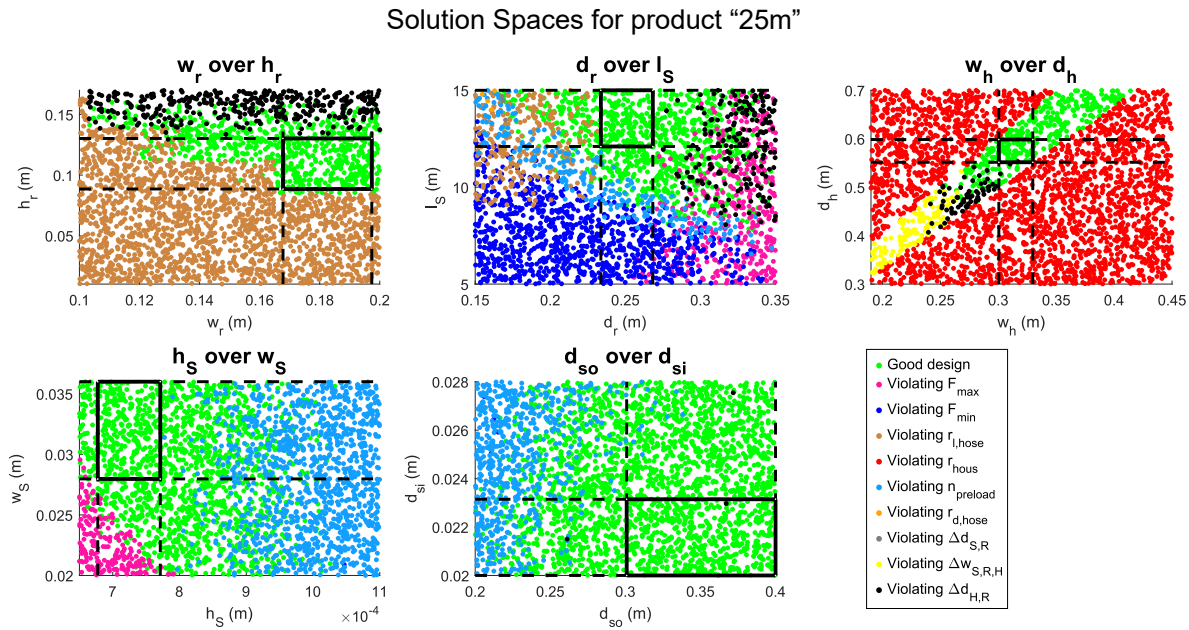 Solution Spaces for product “25m”
w_r over h_r
0.15
0.1
0.05
h_r (m)
0.1 0.12 0.14 0.16 0.18 0.2
w_r (m)
d_r over l_S
15
10
5
l_S (m)
0.15 0.2 0.25 0.3 0.35
d_r (m)
w_h over d_h
0.7
0.6
0.5
0.4
0.3
d_h (m)
0.2 0.25 0.3 0.35 0.4 0.45
w_h (m)
h_S over w_S
0.035
0.03
0.025
0.02
w_S (m)
7 8 9 10 11
×10^-4
h_S (m)
d_so over d_si
0.028
0.026
0.024
0.022
0.02
d_si (m)
0.2 0.25 0.3 0.35 0.4
d_so (m)
Good design
Violating F_max
Violating F_min
Violating r_l,hose
Violating r_hous
Violating n_preload
Violating r_d,hose
Violating Δd_S,R
Violating Δw_S,R,H
Violating Δd_H,R